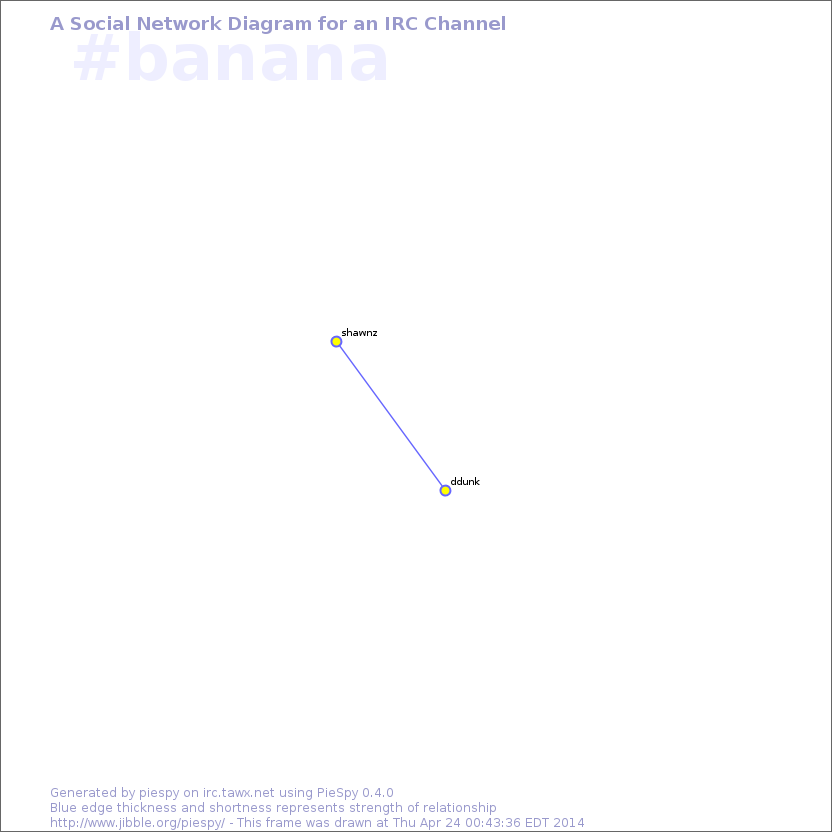 A Social Network Diagram for an IRC Channel
#banana
shawnz
ddunk
Generated by piespy on irc.tawx.net using PieSpy 0.4.0
Blue edge thickness and shortness represents strength of relationship
http://www.jibble.org/piespy/ - This frame was drawn at Thu Apr 24 00:43:36 EDT 2014